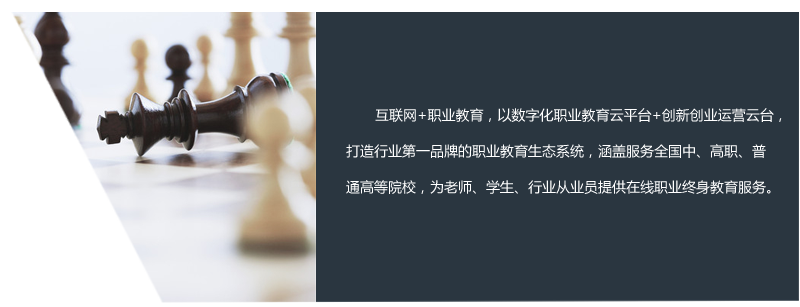 互联网+职业教育，以数字化职业教育云平台+创新创业运营云台，
打造行业第一品牌的职业教育生态系统，涵盖服务全国中、高职、普
通高等院校，为老师、学生、行业从业员提供在线职业终身教育服务。